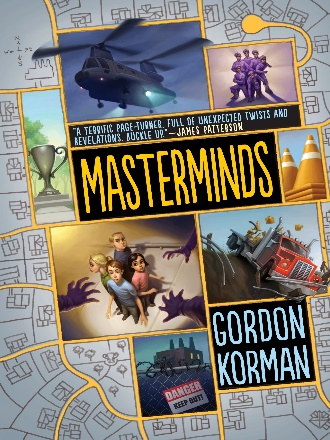 "A TERRIFIC PAGE-TURNER, FULL OF UNEXPECTED TWISTS AND
REVELATIONS. BUCKLE UP." —JAMES PATTERSON
MASTERMINDS
GORDON
KORMAN
DANGER
KEEP OUT!